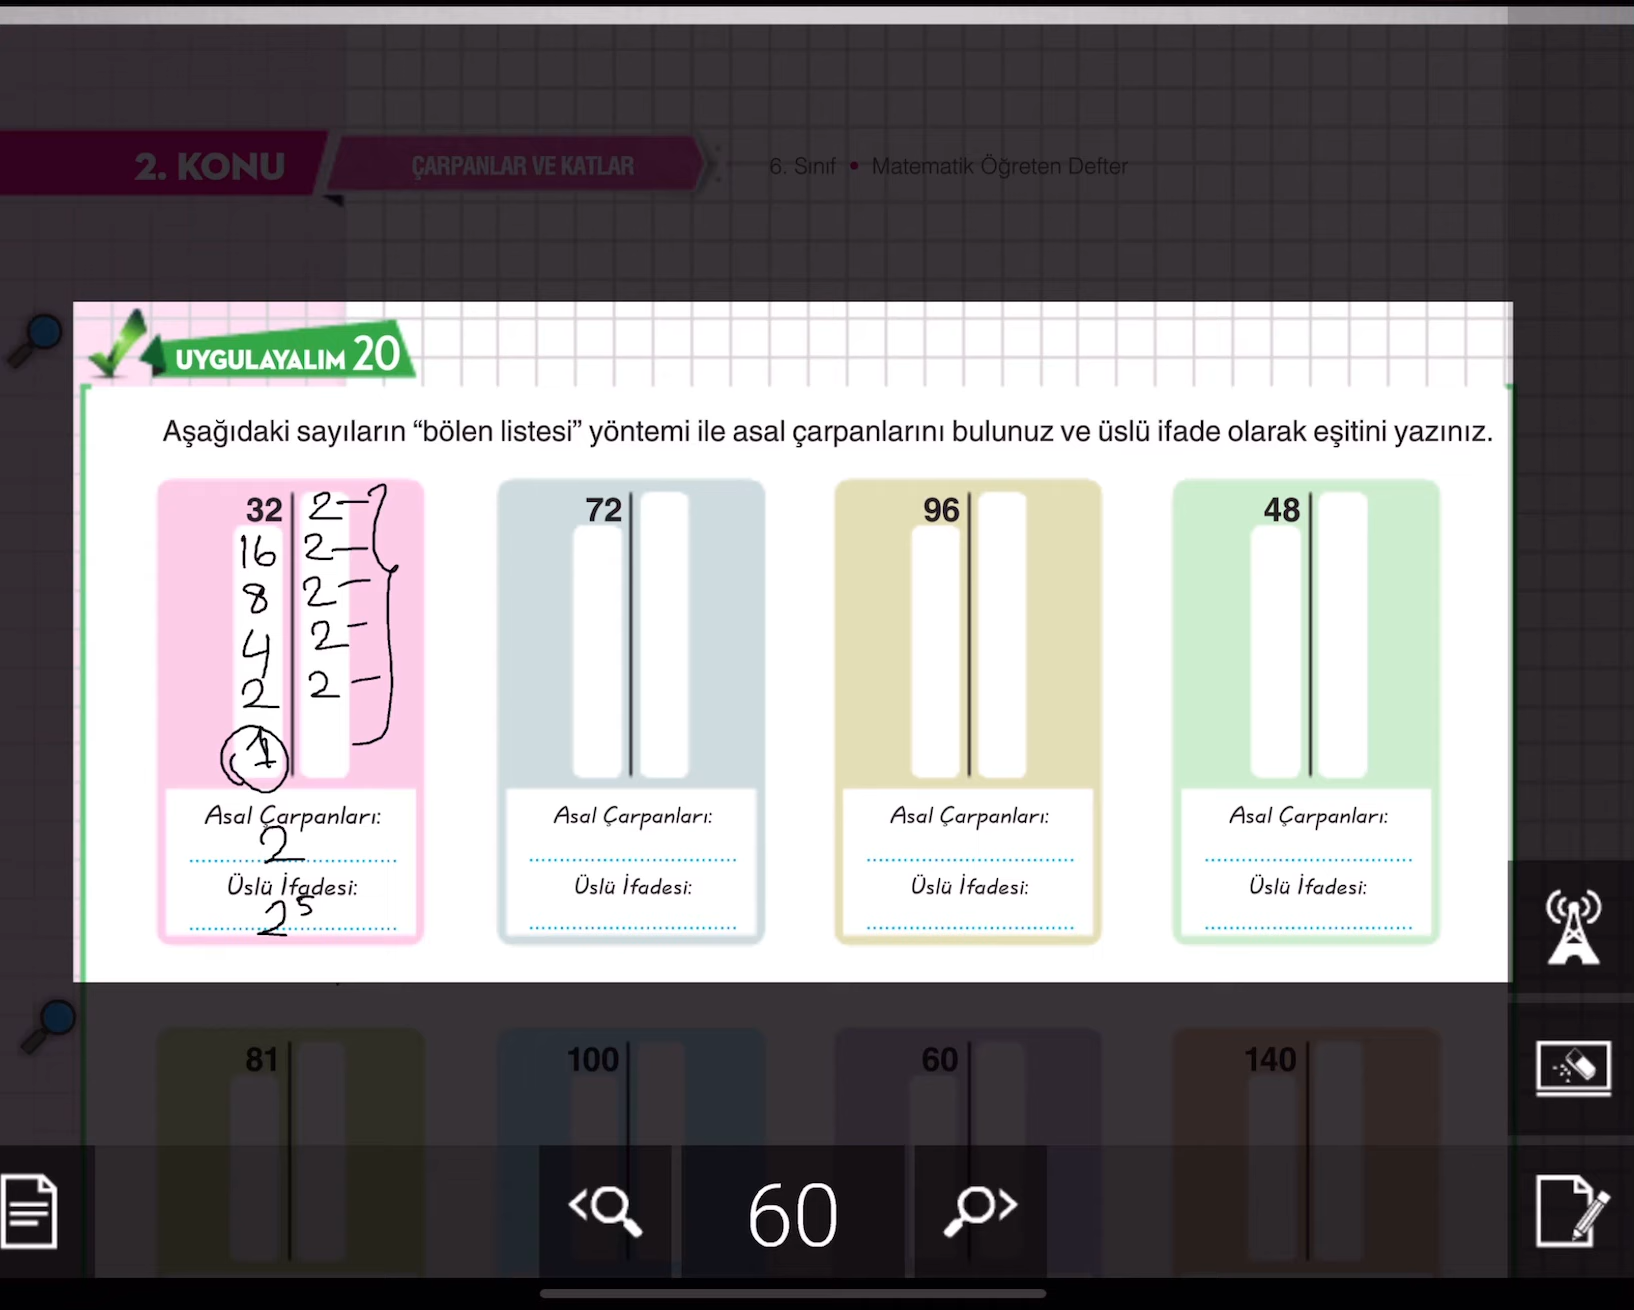 2. KONU
ÇARPANLAR VE KATLAR
6. Sınıf • Matematik Öğreten Defter
UYGULAYALIM 20
Aşağıdaki sayıların “bölen listesi” yöntemi ile asal çarpanlarını bulunuz ve üslü ifade olarak eşitini yazınız.
32 2
16 2
8 2
4 2
2 2
1
Asal Çarpanları:
2
Üslü İfadesi:
2⁵
72
Asal Çarpanları:
Üslü İfadesi:
96
Asal Çarpanları:
Üslü İfadesi:
48
Asal Çarpanları:
Üslü İfadesi:
81
100
60
140
60